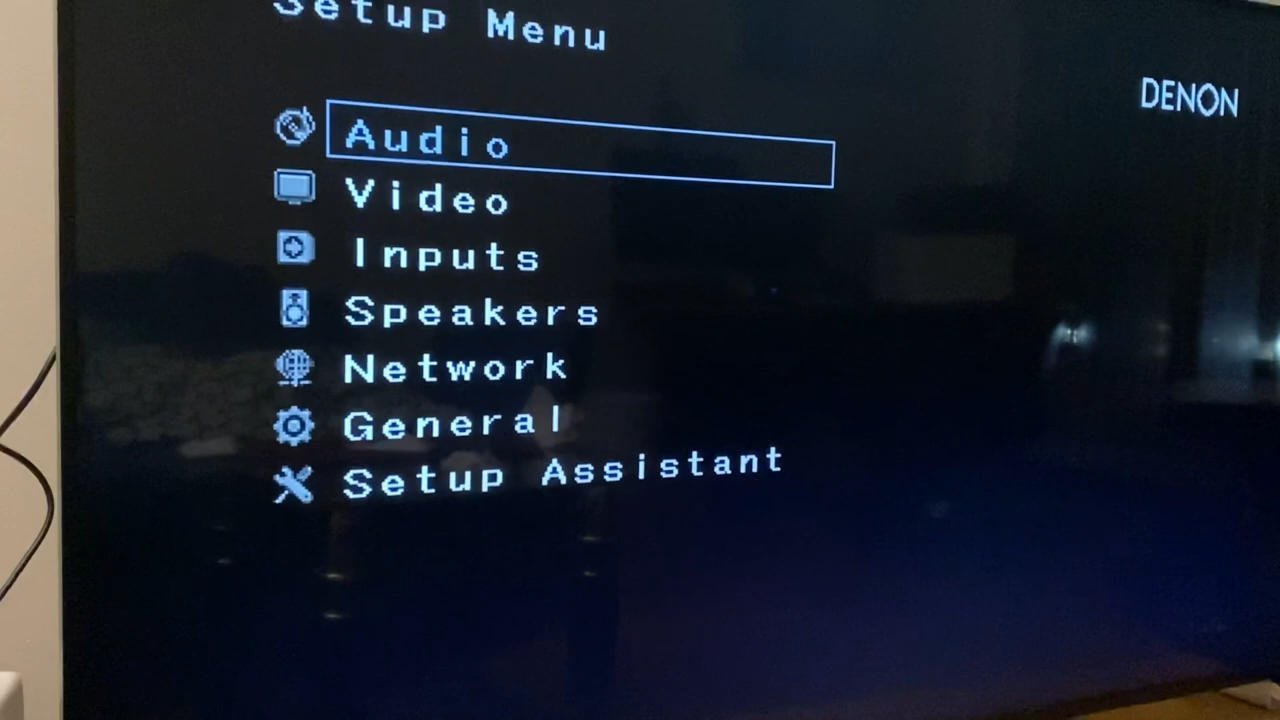 Setup Menu
DENON
Audio
Video
Inputs
Speakers
Network
General
Setup Assistant